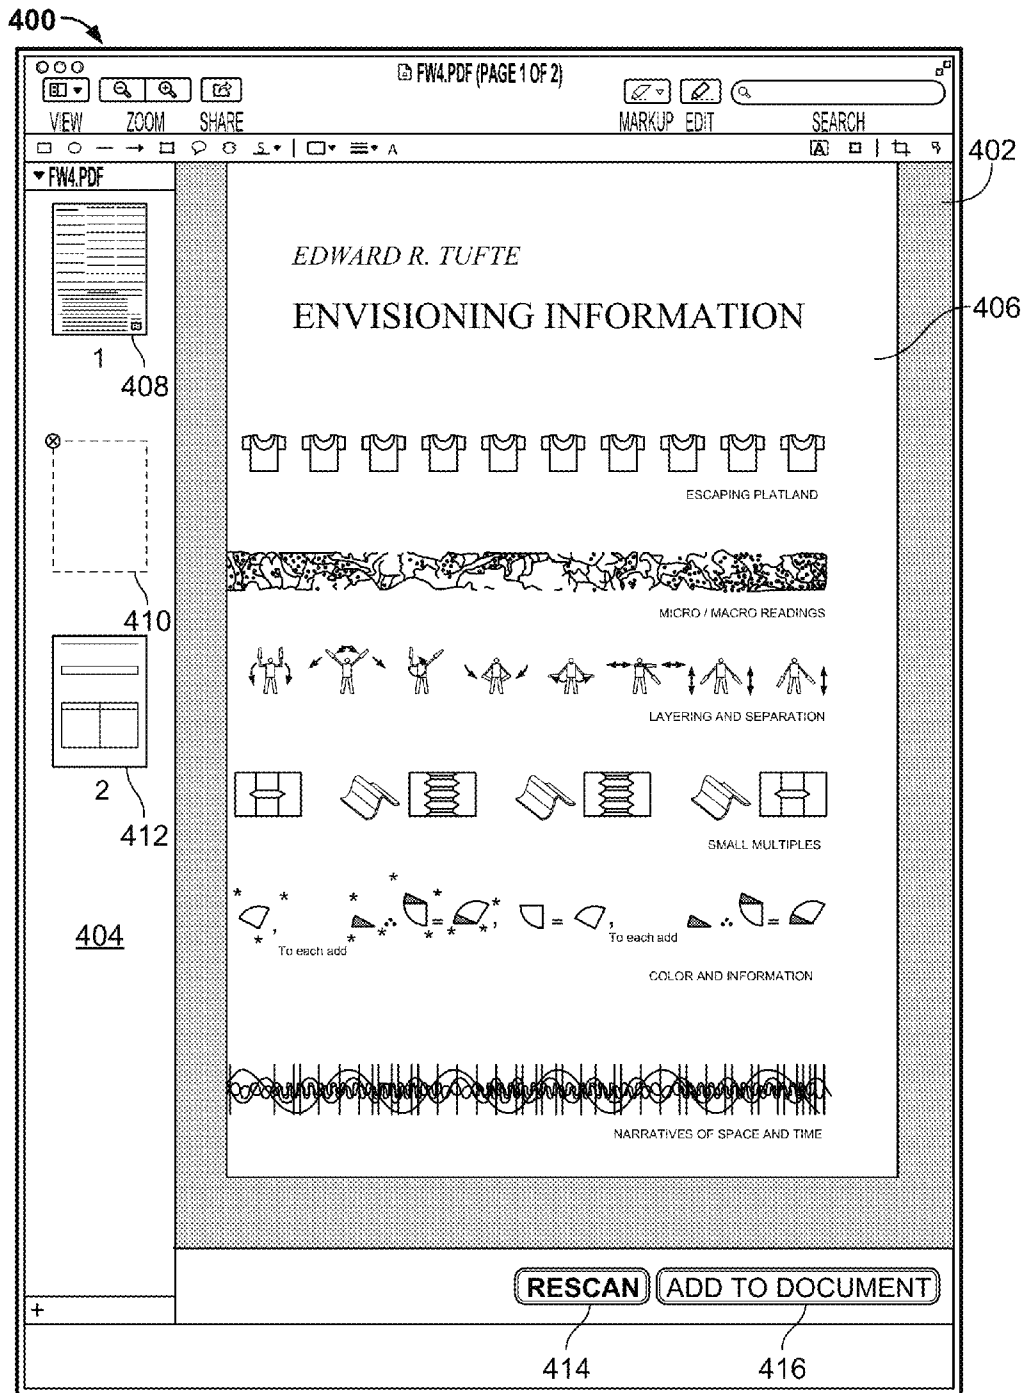 400
FW4.PDF (PAGE 1 OF 2)
VIEW ZOOM SHARE MARKUP EDIT SEARCH
S A A
402
FW4.PDF
EDWARD R. TUFTE
ENVISIONING INFORMATION
406
1
408
ESCAPING PLATLAND
MICRO / MACRO READINGS
410
LAYERING AND SEPARATION
2
412
SMALL MULTIPLES
404
* * * * * * * * * *
, = , = , =
To each add To each add
COLOR AND INFORMATION
NARRATIVES OF SPACE AND TIME
RESCAN ADD TO DOCUMENT
+
414 416